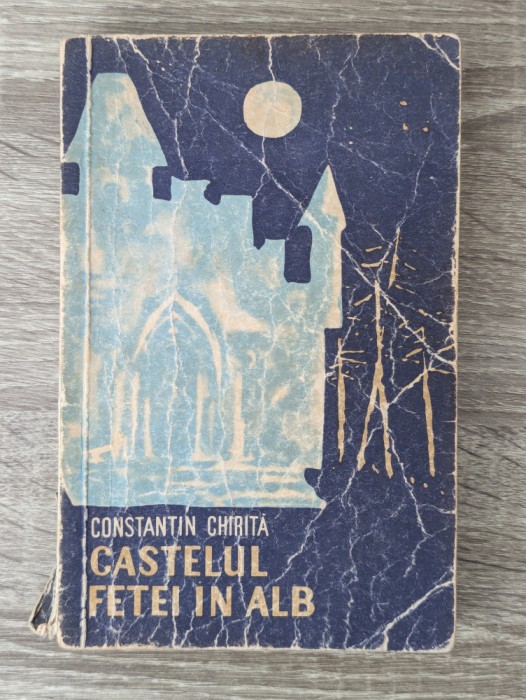 CONSTANTIN CHIRIȚĂ
CASTELUL
FETEI IN ALB